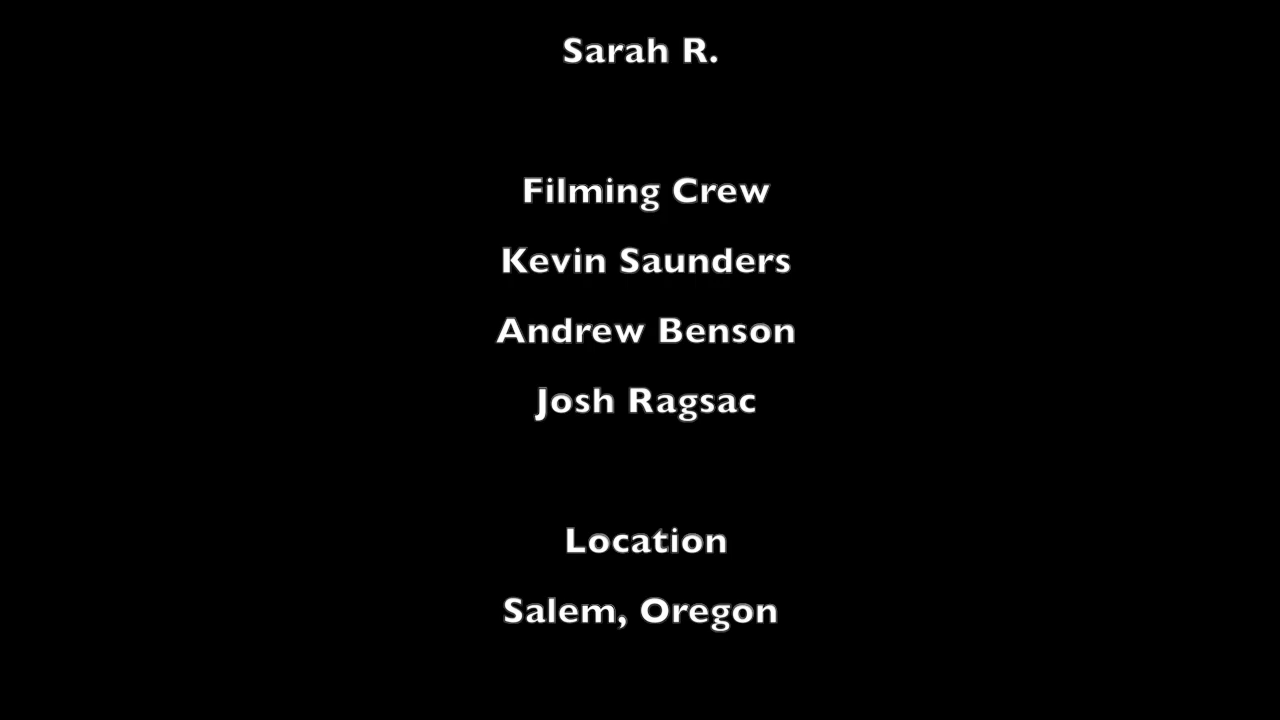 Sarah R.
Filming Crew
Kevin Saunders
Andrew Benson
Josh Ragsac
Location
Salem, Oregon